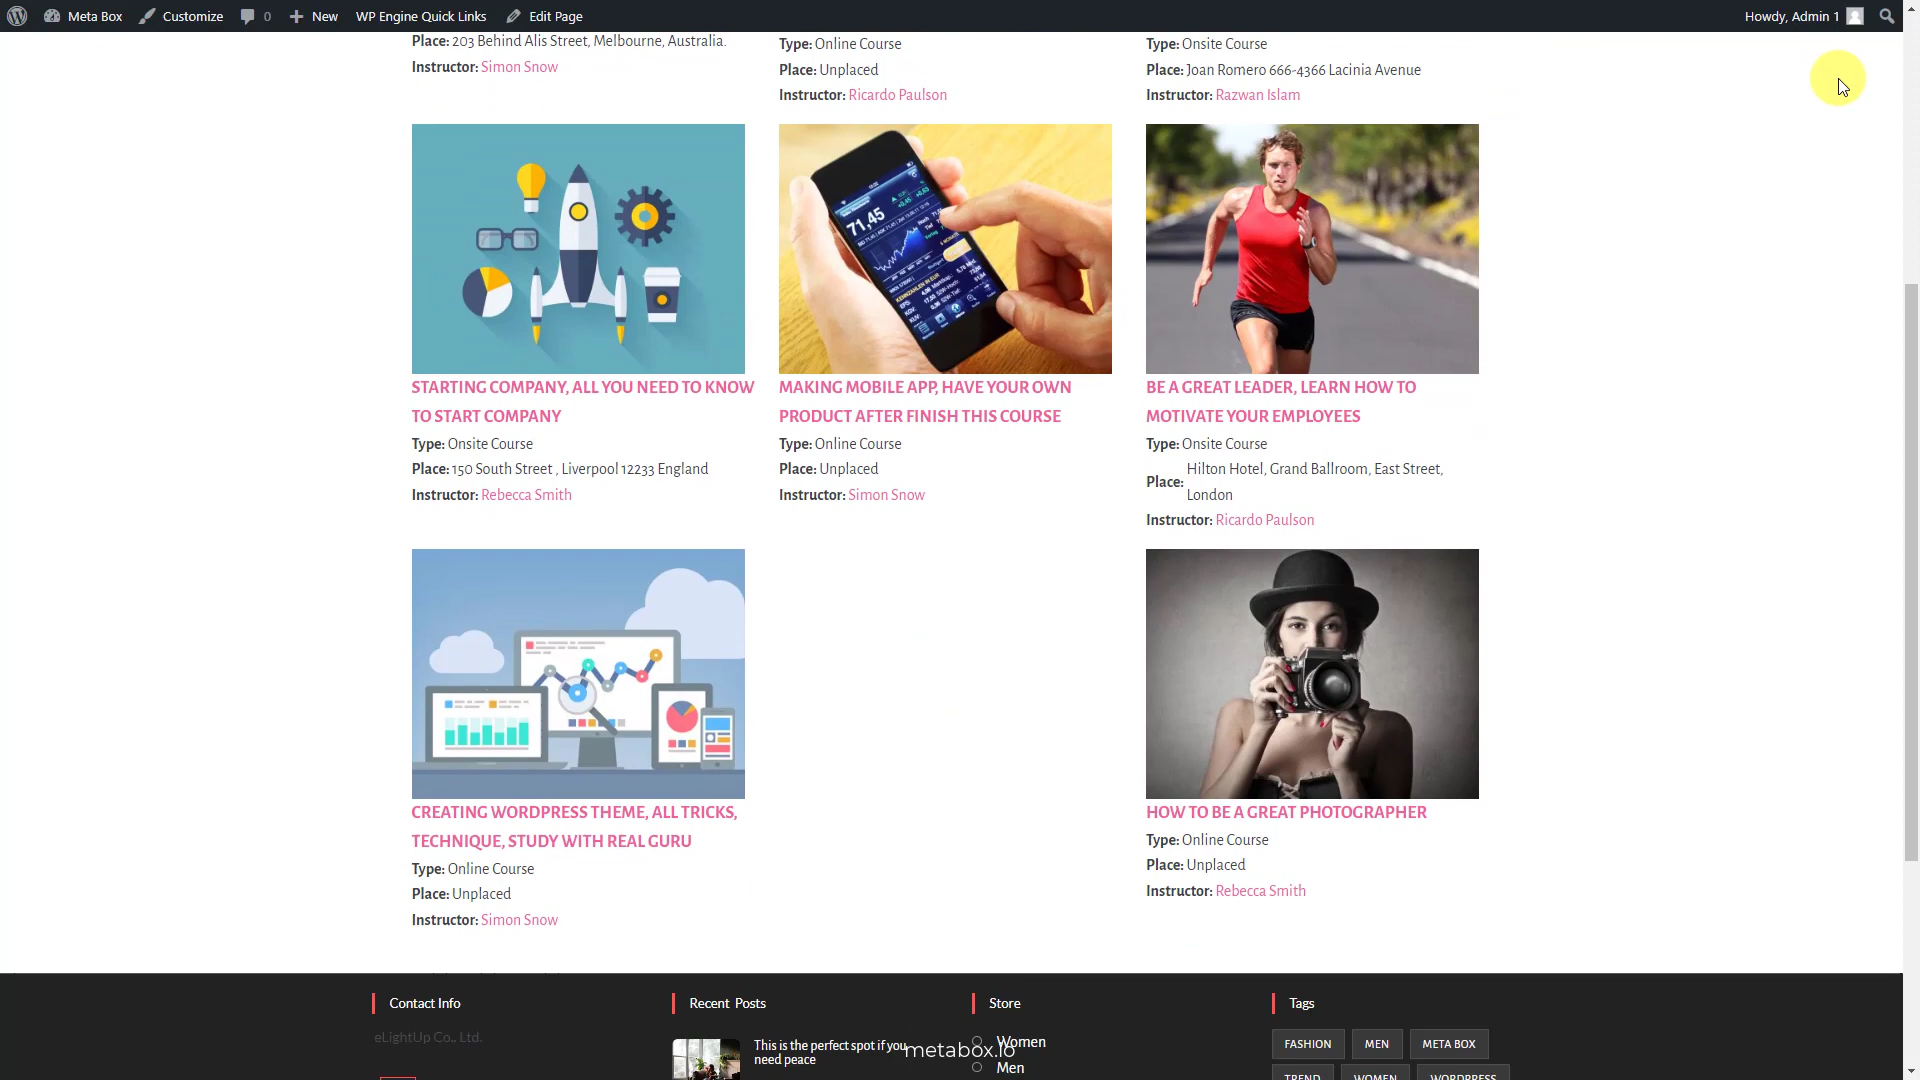 Meta Box
Customize
0
New
WP Engine Quick Links
Edit Page
Howdy, Admin 1
Place: 203 Behind Alis Street, Melbourne, Australia.
Instructor: Simon Snow
Type: Online Course
Place: Unplaced
Instructor: Ricardo Paulson
Type: Onsite Course
Place: Joan Romero 666-4366 Lacinia Avenue
Instructor: Razwan Islam
71,45
STARTING COMPANY, ALL YOU NEED TO KNOW
TO START COMPANY
Type: Onsite Course
Place: 150 South Street , Liverpool 12233 England
Instructor: Rebecca Smith
MAKING MOBILE APP, HAVE YOUR OWN
PRODUCT AFTER FINISH THIS COURSE
Type: Online Course
Place: Unplaced
Instructor: Simon Snow
BE A GREAT LEADER, LEARN HOW TO
MOTIVATE YOUR EMPLOYEES
Type: Onsite Course
Place: Hilton Hotel, Grand Ballroom, East Street,
London
Instructor: Ricardo Paulson
CREATING WORDPRESS THEME, ALL TRICKS,
TECHNIQUE, STUDY WITH REAL GURU
Type: Online Course
Place: Unplaced
Instructor: Simon Snow
HOW TO BE A GREAT PHOTOGRAPHER
Type: Online Course
Place: Unplaced
Instructor: Rebecca Smith
Contact Info
eLightUp Co., Ltd.
Recent Posts
This is the perfect spot if you
need peace
Store
Women
Men
metabox.io
Tags
FASHION
MEN
META BOX
TREND
WOMEN
WORDPRESS